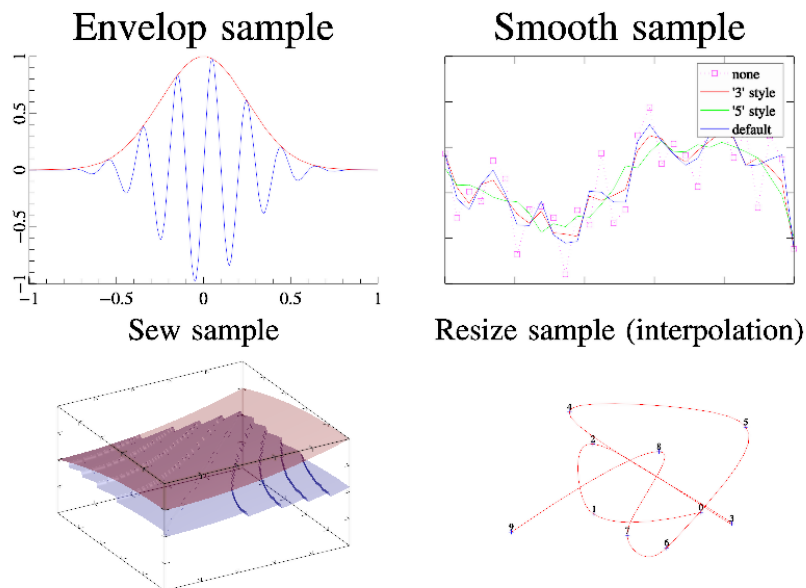 Envelop sample
1
0.5
0
−0.5
−1
−1
−0.5
0
0.5
1
Smooth sample
none
'3' style
'5' style
default
Sew sample
Resize sample (interpolation)
4
5
2
8
1
0
3
9
7
6